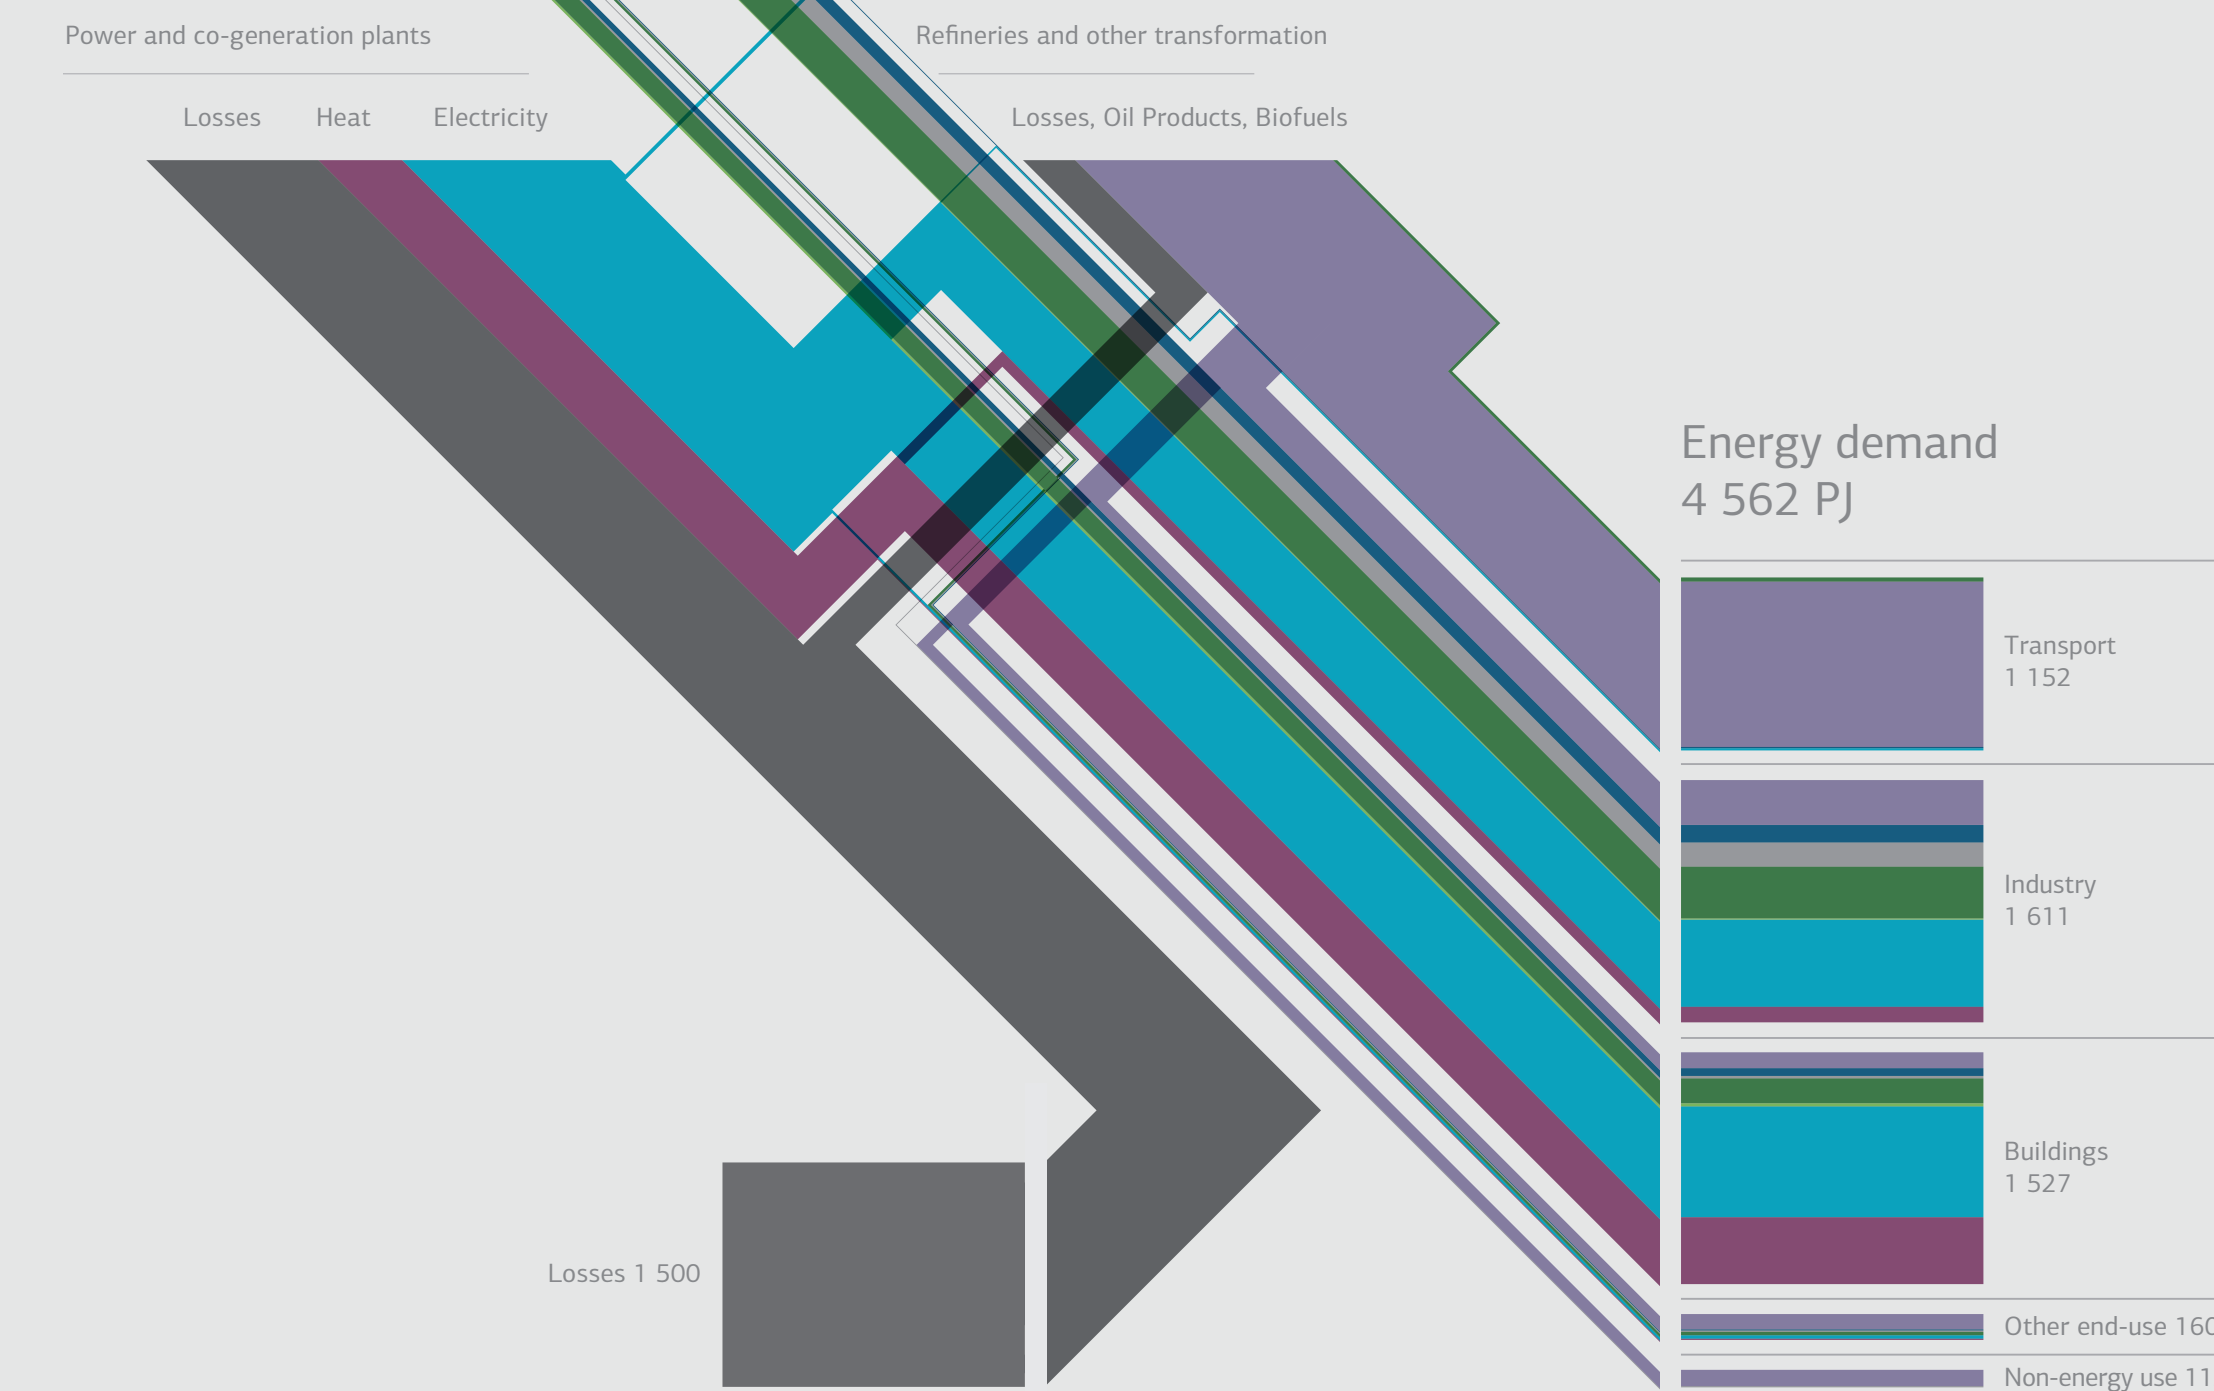 Power and co-generation plants
Refineries and other transformation
Losses Heat Electricity
Losses, Oil Products, Biofuels
Energy demand
4 562 PJ
Transport
1 152
Industry
1 611
Buildings
1 527
Losses 1 500
Other end-use 160
Non-energy use 11